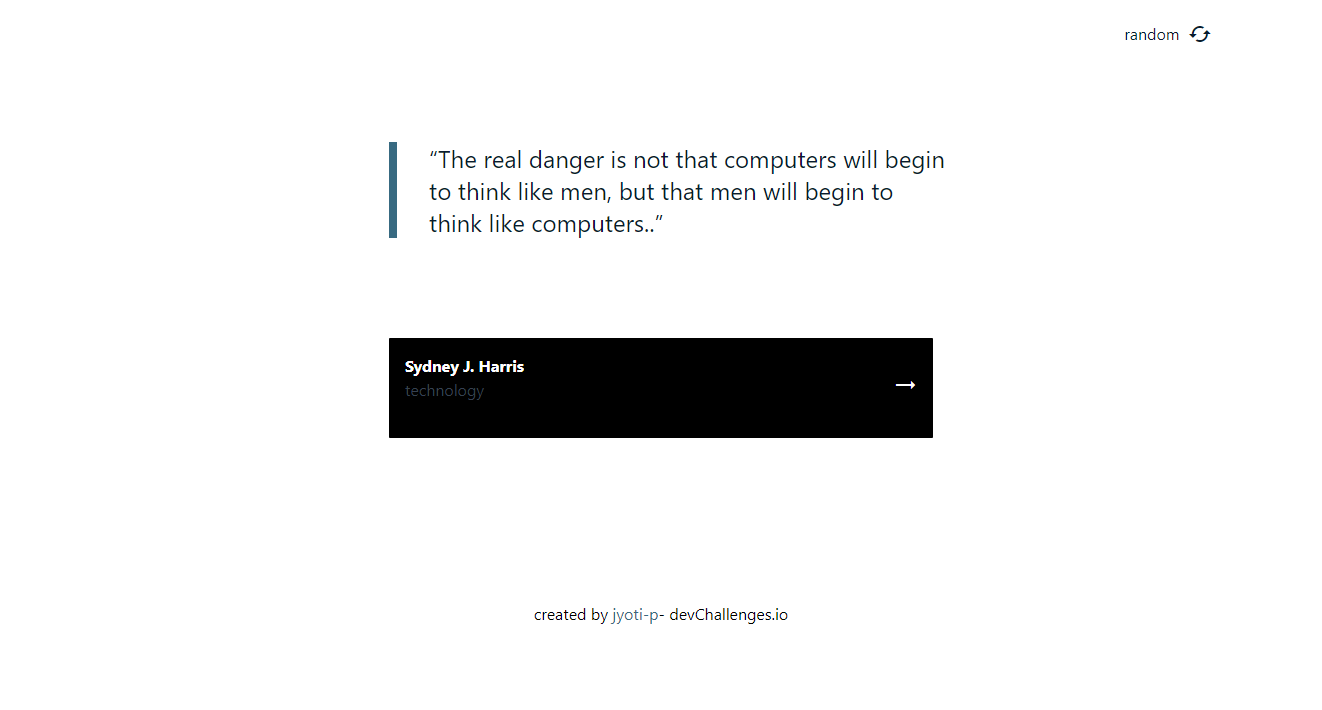 random
“The real danger is not that computers will begin
to think like men, but that men will begin to
think like computers..”
Sydney J. Harris
technology
created by jyoti-p- devChallenges.io